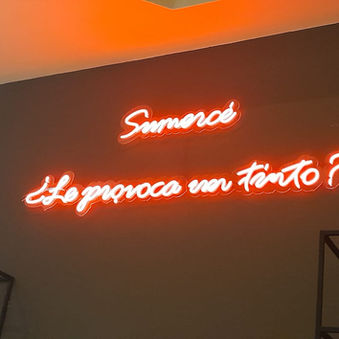 Sumercé
¿Le provoca un tinto?